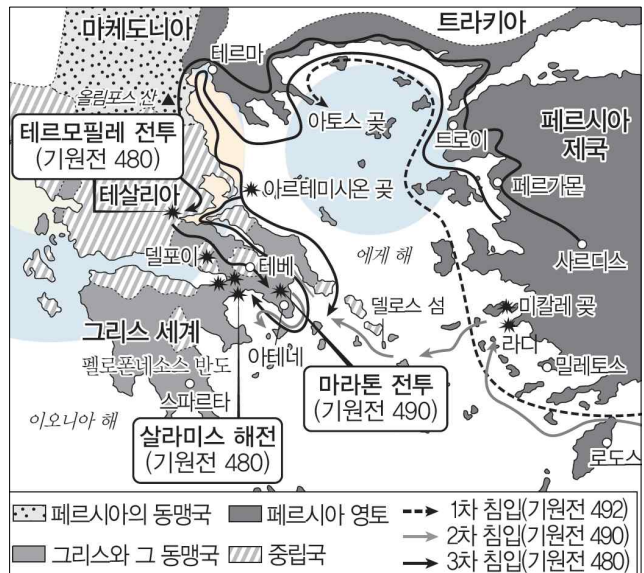 마케도니아
트라키아
테르마
올림포스 산
아토스 곶
테르모필레 전투
(기원전 480)
트로이
페르시아
제국
테살리아
아르테미시온 곶
페르가몬
에게 해
사르디스
델포이
테베
델로스 섬
미칼레 곶
라디
그리스 세계
아테네
밀레토스
펠로폰네소스 반도
마라톤 전투
(기원전 490)
스파르타
이오니아 해
살라미스 해전
(기원전 480)
로도스
페르시아의 동맹국
페르시아 영토
1차 침입(기원전 492)
2차 침입(기원전 490)
그리스와 그 동맹국
중립국
3차 침입(기원전 480)